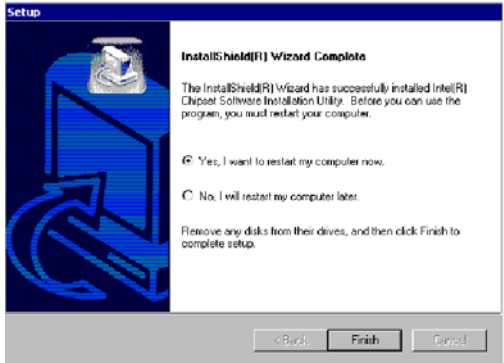 Setup
InstallShield(R) Wizard Complete
The InstallShield(R) Wizard has successfully installed Intel(R)
Chipset Software Installation Utility. Before you can use the
program, you must restart your computer.
Yes, I want to restart my computer now.
No, I will restart my computer later.
Remove any disks from their drives, and then click Finish to
complete setup.
< Back Finish Cancel